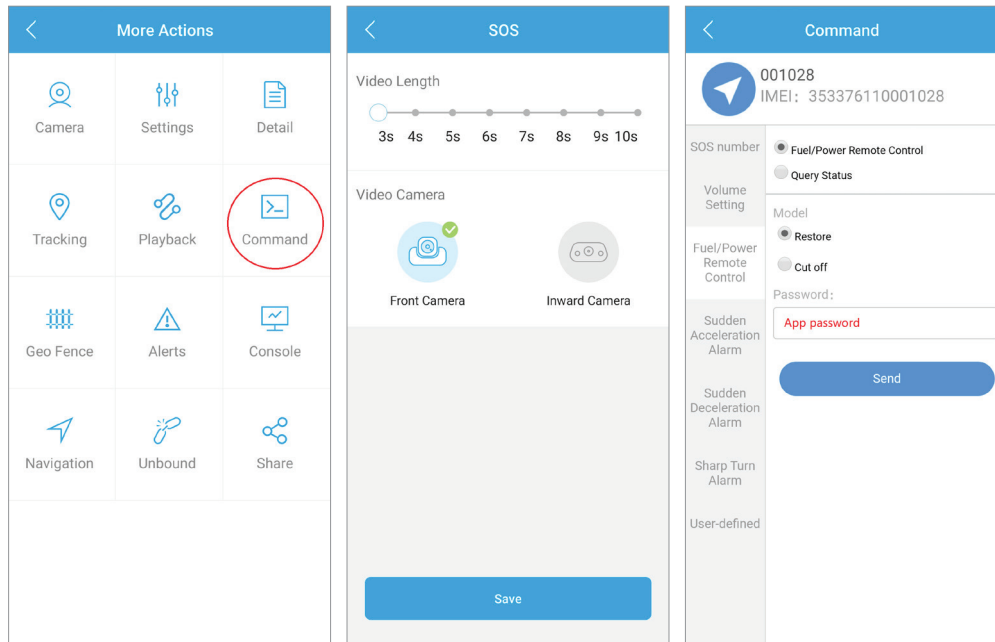 More Actions
Camera
Settings
Detail
Tracking
Playback
Command
Geo Fence
Alerts
Console
Navigation
Unbound
Share
SOS
Video Length
3s 4s 5s 6s 7s 8s 9s 10s
Video Camera
Front Camera
Inward Camera
Save
Command
001028
IMEI: 353376110001028
SOS number
Volume
Setting
Fuel/Power
Remote
Control
Sudden
Acceleration
Alarm
Sudden
Deceleration
Alarm
Sharp Turn
Alarm
User-defined
Fuel/Power Remote Control
Query Status
Model
Restore
Cut off
Password:
App password
Send